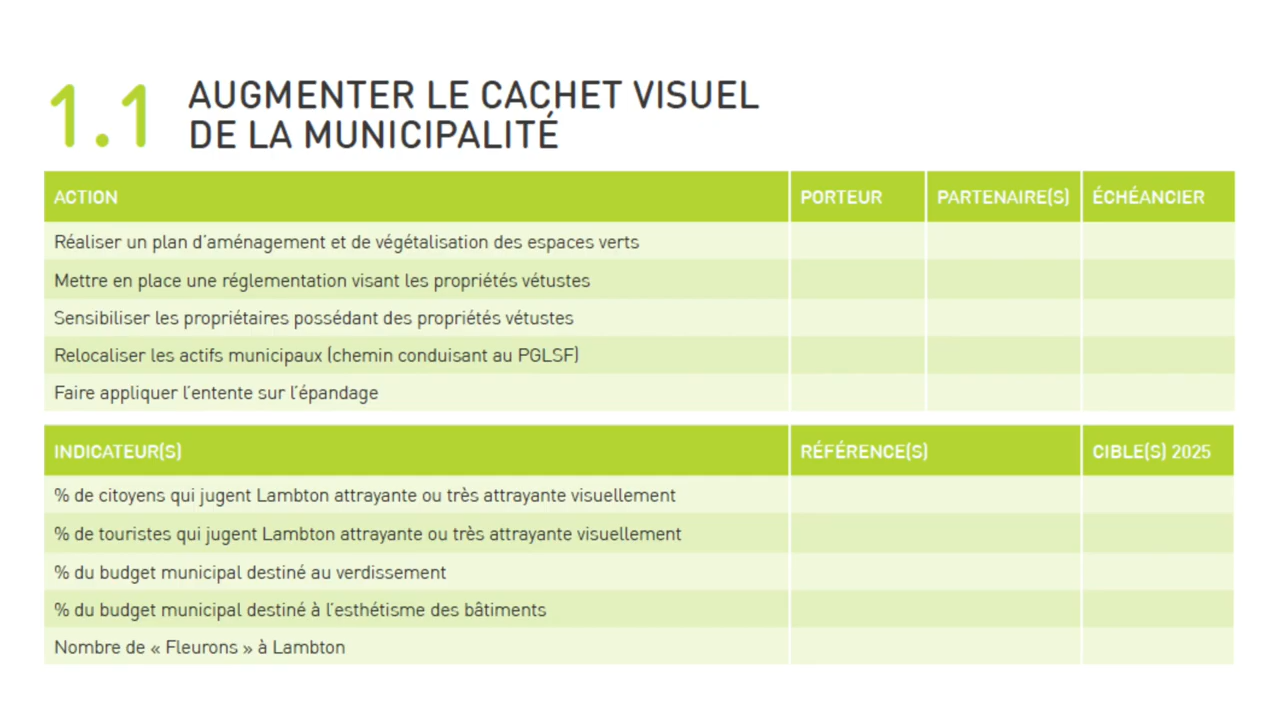 1.1 AUGMENTER LE CACHET VISUEL
DE LA MUNICIPALITÉ
ACTION PORTEUR PARTENAIRE(S) ÉCHÉANCIER
Réaliser un plan d'aménagement et de végétalisation des espaces verts
Mettre en place une réglementation visant les propriétés vétustes
Sensibiliser les propriétaires possédant des propriétés vétustes
Relocaliser les actifs municipaux (chemin conduisant au PGLSF)
Faire appliquer l'entente sur l'épandage
INDICATEUR(S) RÉFÉRENCE(S) CIBLE(S) 2025
% de citoyens qui jugent Lambton attrayante ou très attrayante visuellement
% de touristes qui jugent Lambton attrayante ou très attrayante visuellement
% du budget municipal destiné au verdissement
% du budget municipal destiné à l'esthétisme des bâtiments
Nombre de « Fleurons » à Lambton